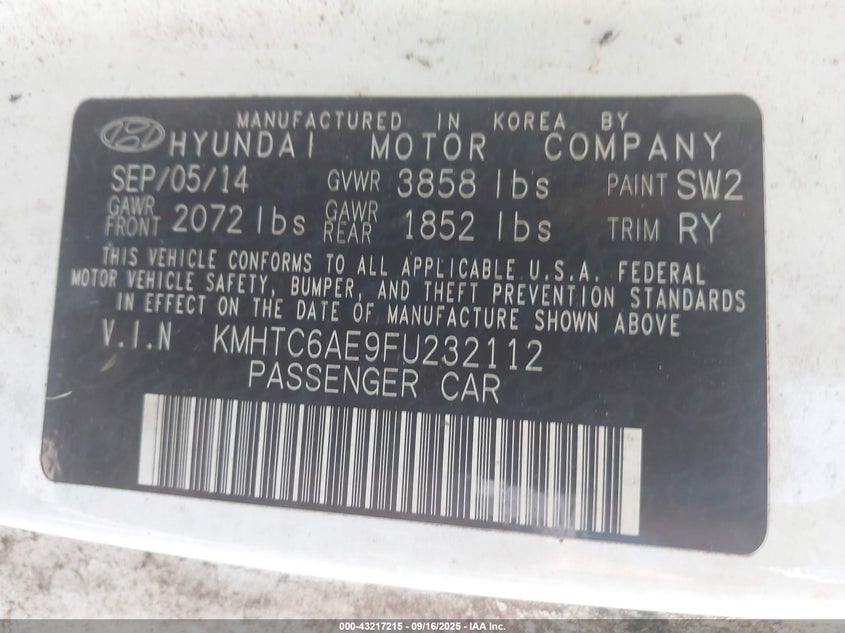 MANUFACTURED IN KOREA BY
HYUNDAI MOTOR COMPANY
SEP/05/14 GVWR 3858 lbs PAINT SW2
GAWR FRONT 2072 lbs GAWR REAR 1852 lbs TRIM RY
THIS VEHICLE CONFORMS TO ALL APPLICABLE U.S.A. FEDERAL
MOTOR VEHICLE SAFETY, BUMPER, AND THEFT PREVENTION STANDARDS
IN EFFECT ON THE DATE OF MANUFACTURE SHOWN ABOVE
V.I.N KMHTC6AE9FU232112
PASSENGER CAR
000-43217215 - 09/16/2025 - IAA Inc.